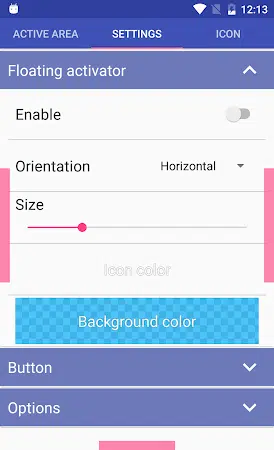 12:13
ACTIVE AREA SETTINGS ICON
Floating activator
Enable
Orientation Horizontal
Size
Icon color
Background color
Button
Options